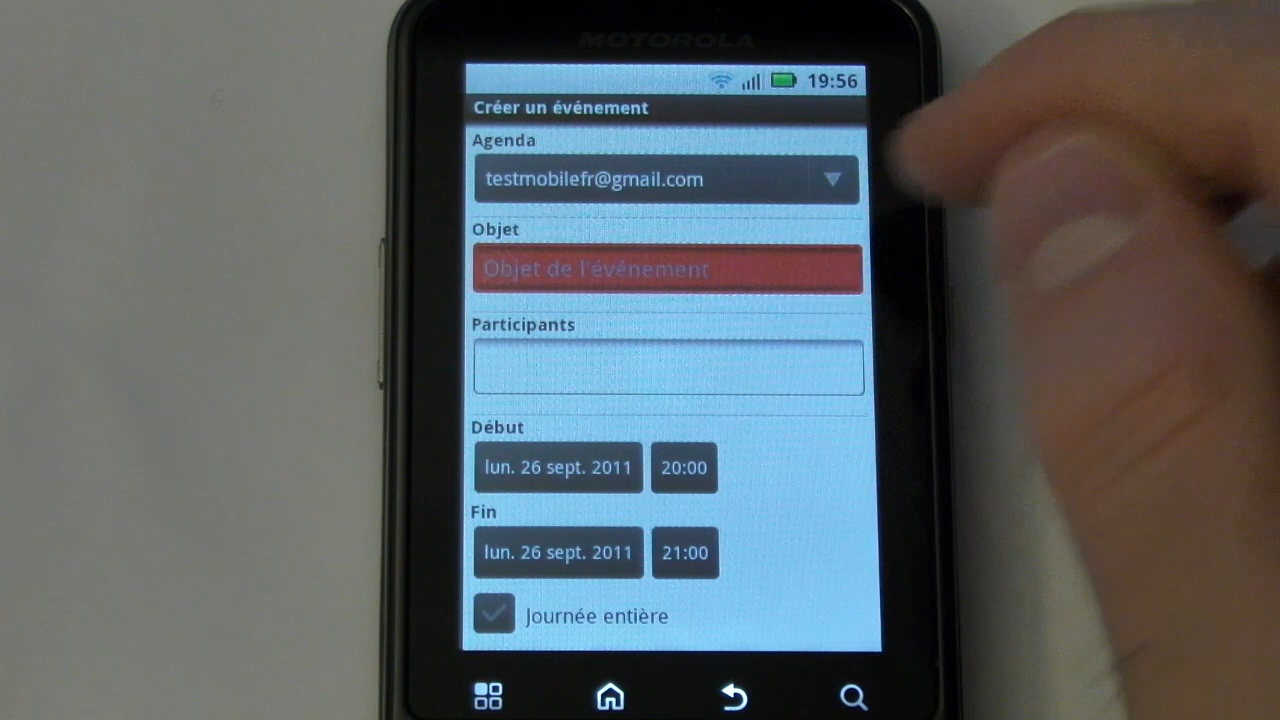 MOTOROLA
19:56
Créer un événement
Agenda
testmobilefr@gmail.com
Objet
Objet de l'événement
Participants
Début
lun. 26 sept. 2011 20:00
Fin
lun. 26 sept. 2011 21:00
Journée entière